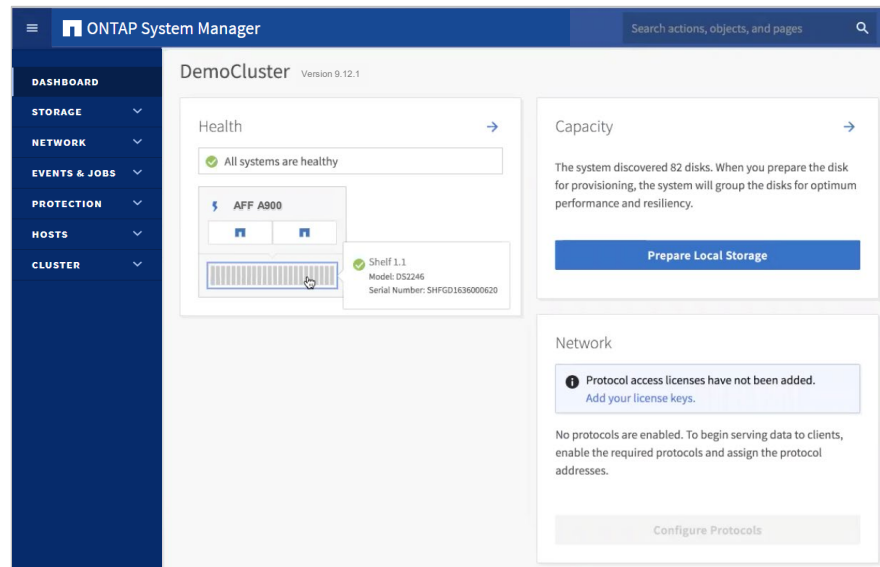 ONTAP System Manager
Search actions, objects, and pages
DASHBOARD
STORAGE
NETWORK
EVENTS & JOBS
PROTECTION
HOSTS
CLUSTER
DemoCluster Version 9.12.1
Health
All systems are healthy
AFF A900
Shelf 1.1
Model: DS2246
Serial Number: SHFGD1636000620
Capacity
The system discovered 82 disks. When you prepare the disk
for provisioning, the system will group the disks for optimum
performance and resiliency.
Prepare Local Storage
Network
Protocol access licenses have not been added.
Add your license keys.
No protocols are enabled. To begin serving data to clients,
enable the required protocols and assign the protocol
addresses.
Configure Protocols